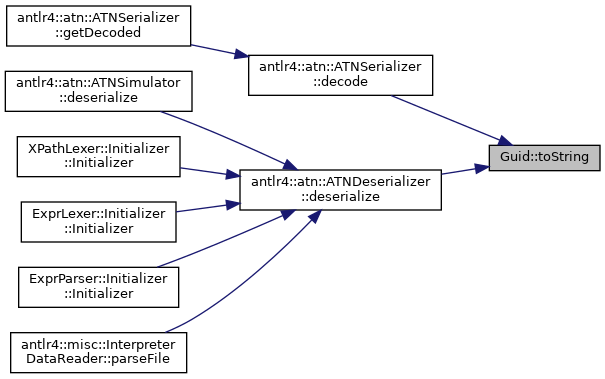 antlr4::atn::ATNSerializer
::getDecoded
antlr4::atn::ATNSerializer
::decode
antlr4::atn::ATNSimulator
::deserialize
XPathLexer::Initializer
::Initializer
Guid::toString
antlr4::atn::ATNDeserializer
::deserialize
ExprLexer::Initializer
::Initializer
ExprParser::Initializer
::Initializer
antlr4::misc::Interpreter
DataReader::parseFile